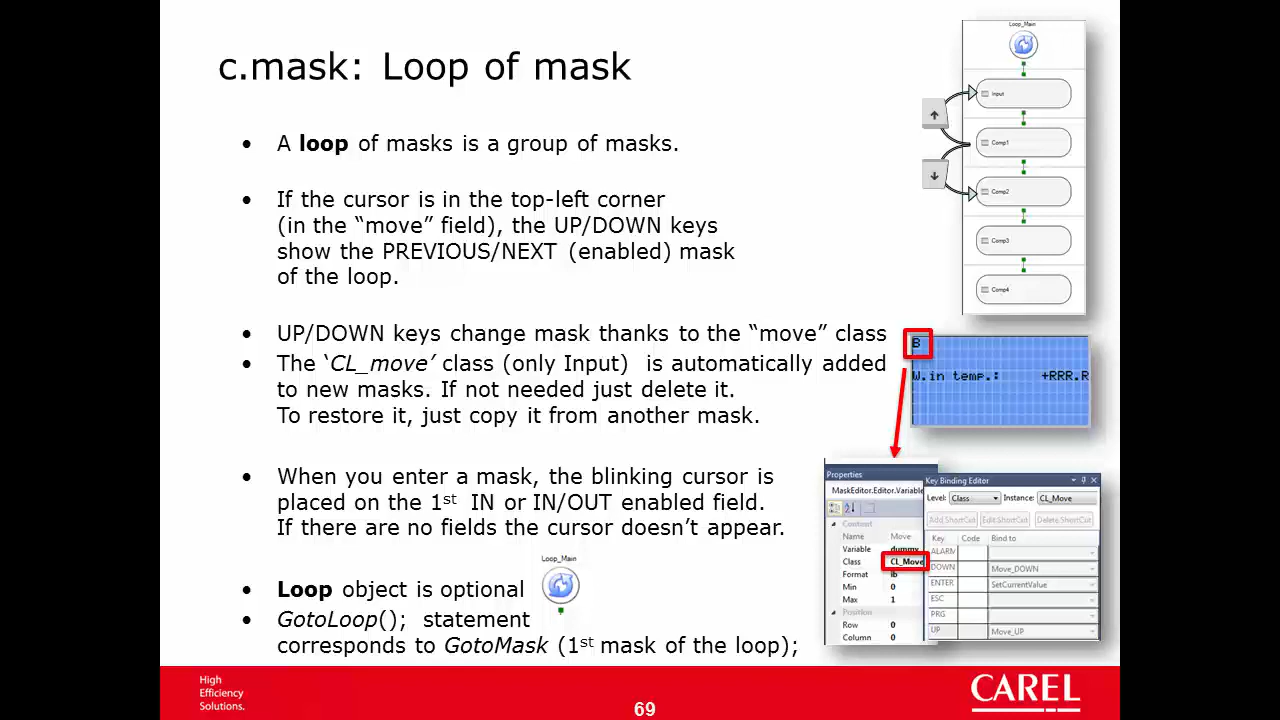 c.mask: Loop of mask
• A loop of masks is a group of masks.
• If the cursor is in the top-left corner
(in the “move” field), the UP/DOWN keys
show the PREVIOUS/NEXT (enabled) mask
of the loop.
• UP/DOWN keys change mask thanks to the “move” class
• The ‘CL_move’ class (only Input) is automatically added
to new masks. If not needed just delete it.
To restore it, just copy it from another mask.
• When you enter a mask, the blinking cursor is
placed on the 1st IN or IN/OUT enabled field.
If there are no fields the cursor doesn’t appear.
• Loop object is optional
• GotoLoop(); statement
corresponds to GotoMask (1st mask of the loop);
Loop_Main
Loop_Main
Input
Comp1
Comp2
Comp3
Comp4
B
W.in temp.: +RRR.R
Properties
MaskEditor.Editor.Variable
Content
Name Move
Variable dummy
Class CL_Move
Format lb
Min 0
Max 1
Position
Row 0
Column 0
Key Binding Editor
Level: Class Instance: CL_Move
Add ShortCut Edit ShortCut Delete ShortCut
Key Code Bind to
ALARM
DOWN Move_DOWN
ENTER SetCurrentValue
ESC
PRG
UP Move_UP
High
Efficiency
Solutions.
69
CAREL